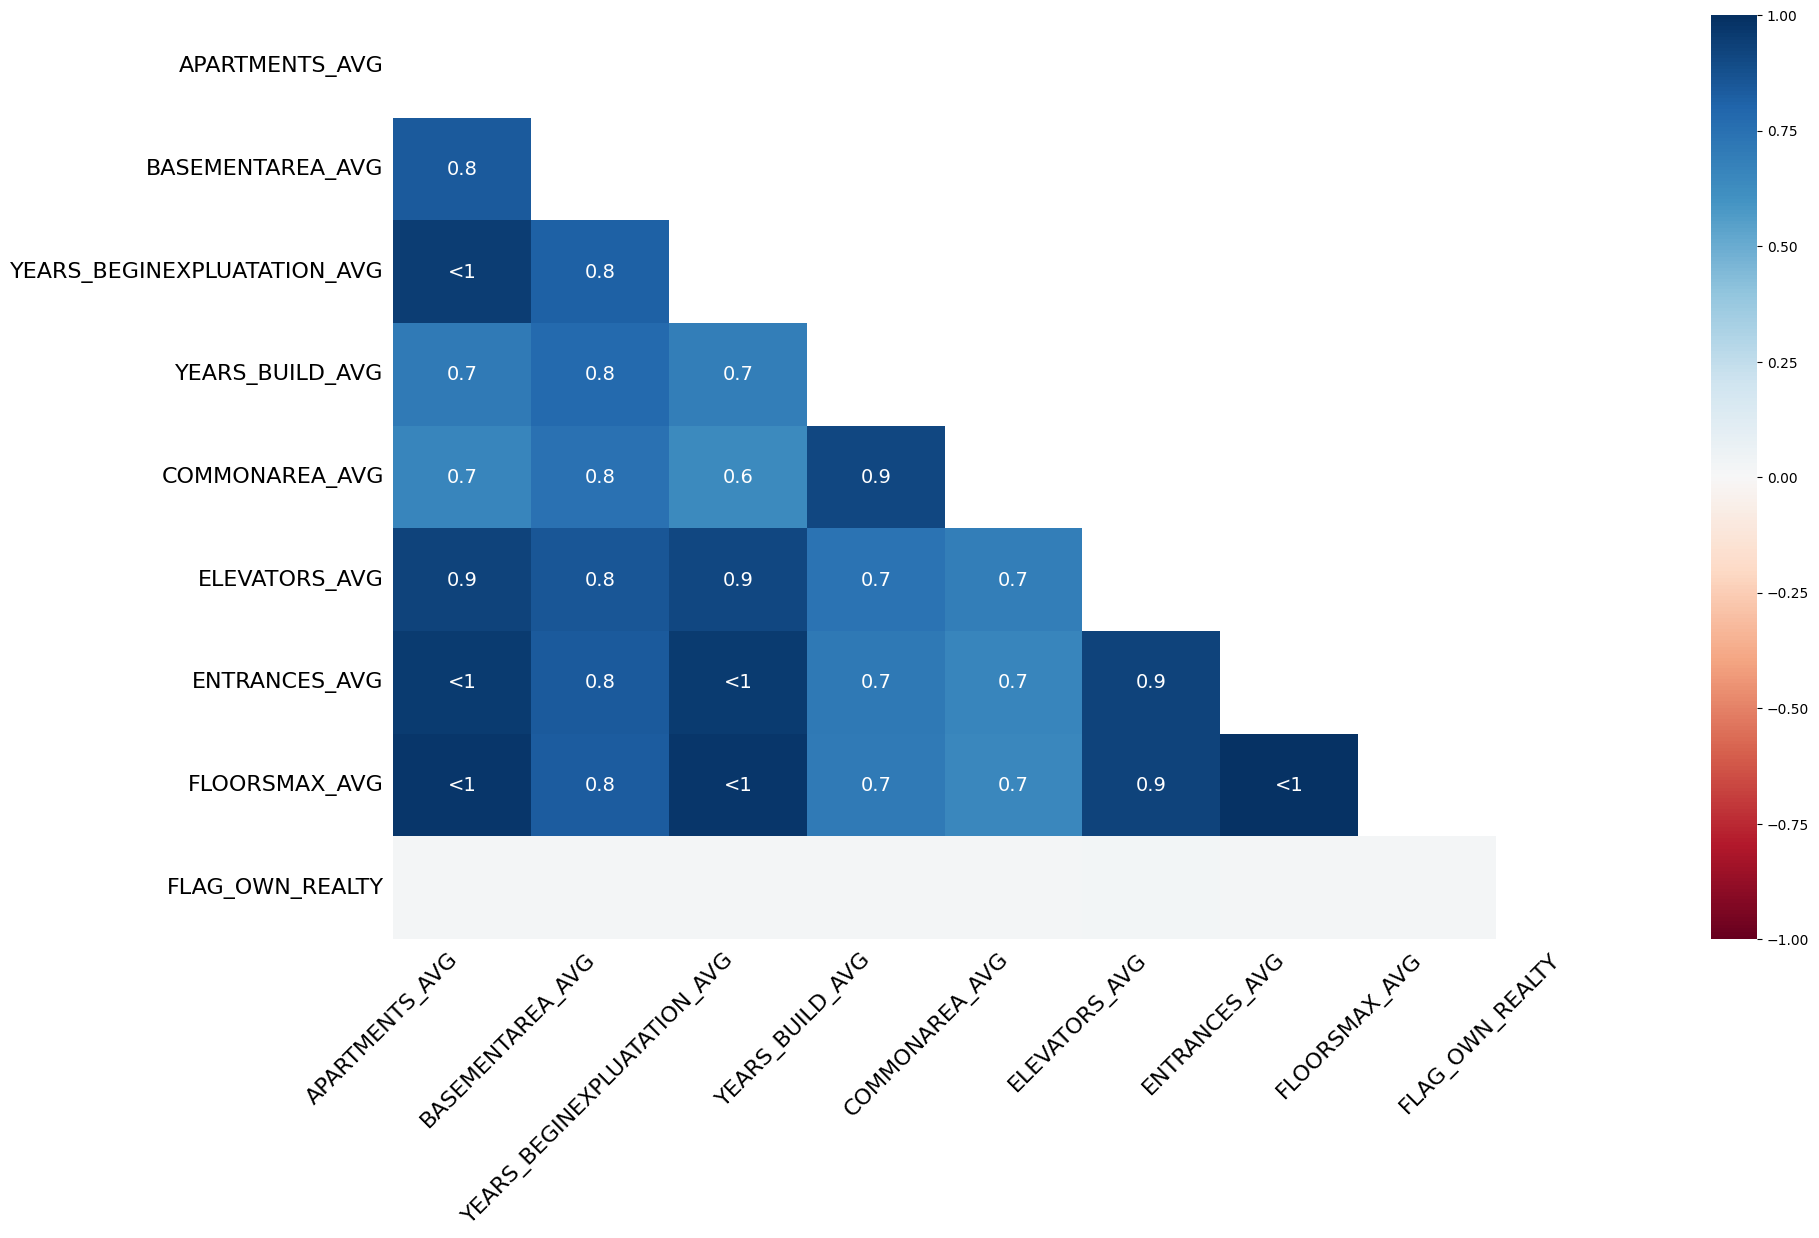 APARTMENTS_AVG
BASEMENTAREA_AVG 0.8
YEARS_BEGINEXPLUATATION_AVG <1 0.8
YEARS_BUILD_AVG 0.7 0.8 0.7
COMMONAREA_AVG 0.7 0.8 0.6 0.9
ELEVATORS_AVG 0.9 0.8 0.9 0.7 0.7
ENTRANCES_AVG <1 0.8 <1 0.7 0.7 0.9
FLOORSMAX_AVG <1 0.8 <1 0.7 0.7 0.9 <1
FLAG_OWN_REALTY
APARTMENTS_AVG
BASEMENTAREA_AVG
YEARS_BEGINEXPLUATATION_AVG
YEARS_BUILD_AVG
COMMONAREA_AVG
ELEVATORS_AVG
ENTRANCES_AVG
FLOORSMAX_AVG
FLAG_OWN_REALTY
1.00
0.75
0.50
0.25
0.00
−0.25
−0.50
−0.75
−1.00